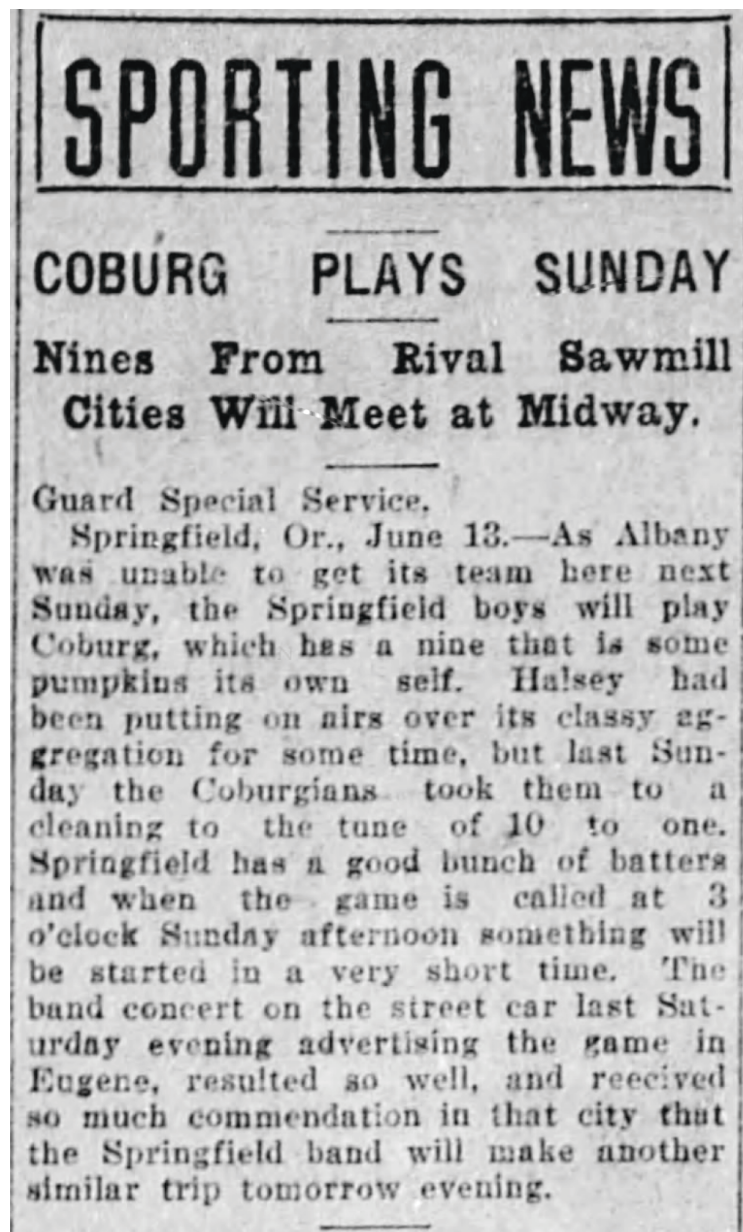 SPORTING NEWS
COBURG PLAYS SUNDAY
Nines From Rival Sawmill
Cities Will Meet at Midway.
Guard Special Service.
Springfield, Or., June 13.—As Albany
was unable to get its team here next
Sunday, the Springfield boys will play
Coburg, which has a nine that is some
pumpkins its own self. Halsey had
been putting on airs over its classy ag-
gregation for some time, but last Sun-
day the Coburgians took them to a
cleaning to the tune of 10 to one.
Springfield has a good bunch of batters
and when the game is called at 3
o'clock Sunday afternoon something will
be started in a very short time. The
band concert on the street car last Sat-
urday evening advertising the game in
Eugene, resulted so well, and reecived
so much commendation in that city that
the Springfield band will make another
similar trip tomorrow evening.